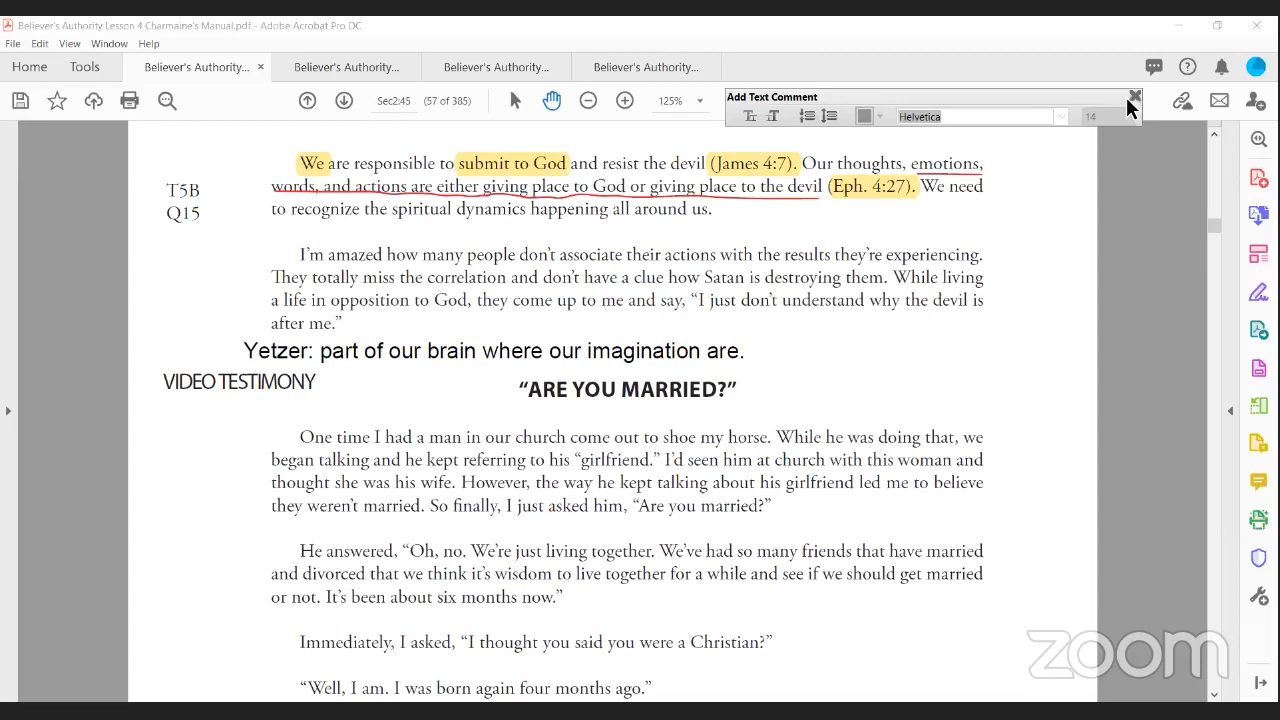 Believer's Authority Lesson 4 Charmaine's Manual.pdf - Adobe Acrobat Pro DC
File Edit View Window Help
Home Tools Believer's Authority... × Believer's Authority... Believer's Authority... Believer's Authority...
Sec2:45 (57 of 385) 125%
Add Text Comment
Helvetica 14
We are responsible to submit to God and resist the devil (James 4:7). Our thoughts, emotions,
T5B words, and actions are either giving place to God or giving place to the devil (Eph. 4:27). We need
Q15 to recognize the spiritual dynamics happening all around us.
I'm amazed how many people don't associate their actions with the results they're experiencing.
They totally miss the correlation and don't have a clue how Satan is destroying them. While living
a life in opposition to God, they come up to me and say, “I just don't understand why the devil is
after me.”
Yetzer: part of our brain where our imagination are.
VIDEO TESTIMONY
“ARE YOU MARRIED?”
One time I had a man in our church come out to shoe my horse. While he was doing that, we
began talking and he kept referring to his “girlfriend.” I'd seen him at church with this woman and
thought she was his wife. However, the way he kept talking about his girlfriend led me to believe
they weren't married. So finally, I just asked him, “Are you married?”
He answered, “Oh, no. We're just living together. We've had so many friends that have married
and divorced that we think it's wisdom to live together for a while and see if we should get married
or not. It's been about six months now.”
Immediately, I asked, “I thought you said you were a Christian?”
“Well, I am. I was born again four months ago.”
zoom